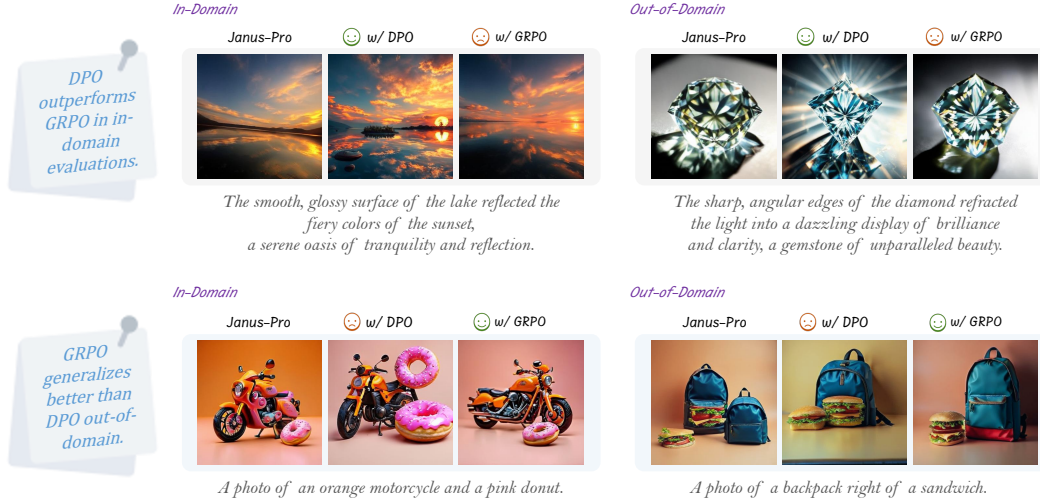 In-Domain
Janus-Pro
w/ DPO
w/ GRPO
Out-of-Domain
Janus-Pro
w/ DPO
w/ GRPO
DPO
outperforms
GRPO in in-
domain
evaluations.
The smooth, glossy surface of the lake reflected the
fiery colors of the sunset,
a serene oasis of tranquility and reflection.
The sharp, angular edges of the diamond refracted
the light into a dazzling display of brilliance
and clarity, a gemstone of unparalleled beauty.
In-Domain
Janus-Pro
w/ DPO
w/ GRPO
Out-of-Domain
Janus-Pro
w/ DPO
w/ GRPO
GRPO
generalizes
better than
DPO out-of-
domain.
A photo of an orange motorcycle and a pink donut.
A photo of a backpack right of a sandwich.